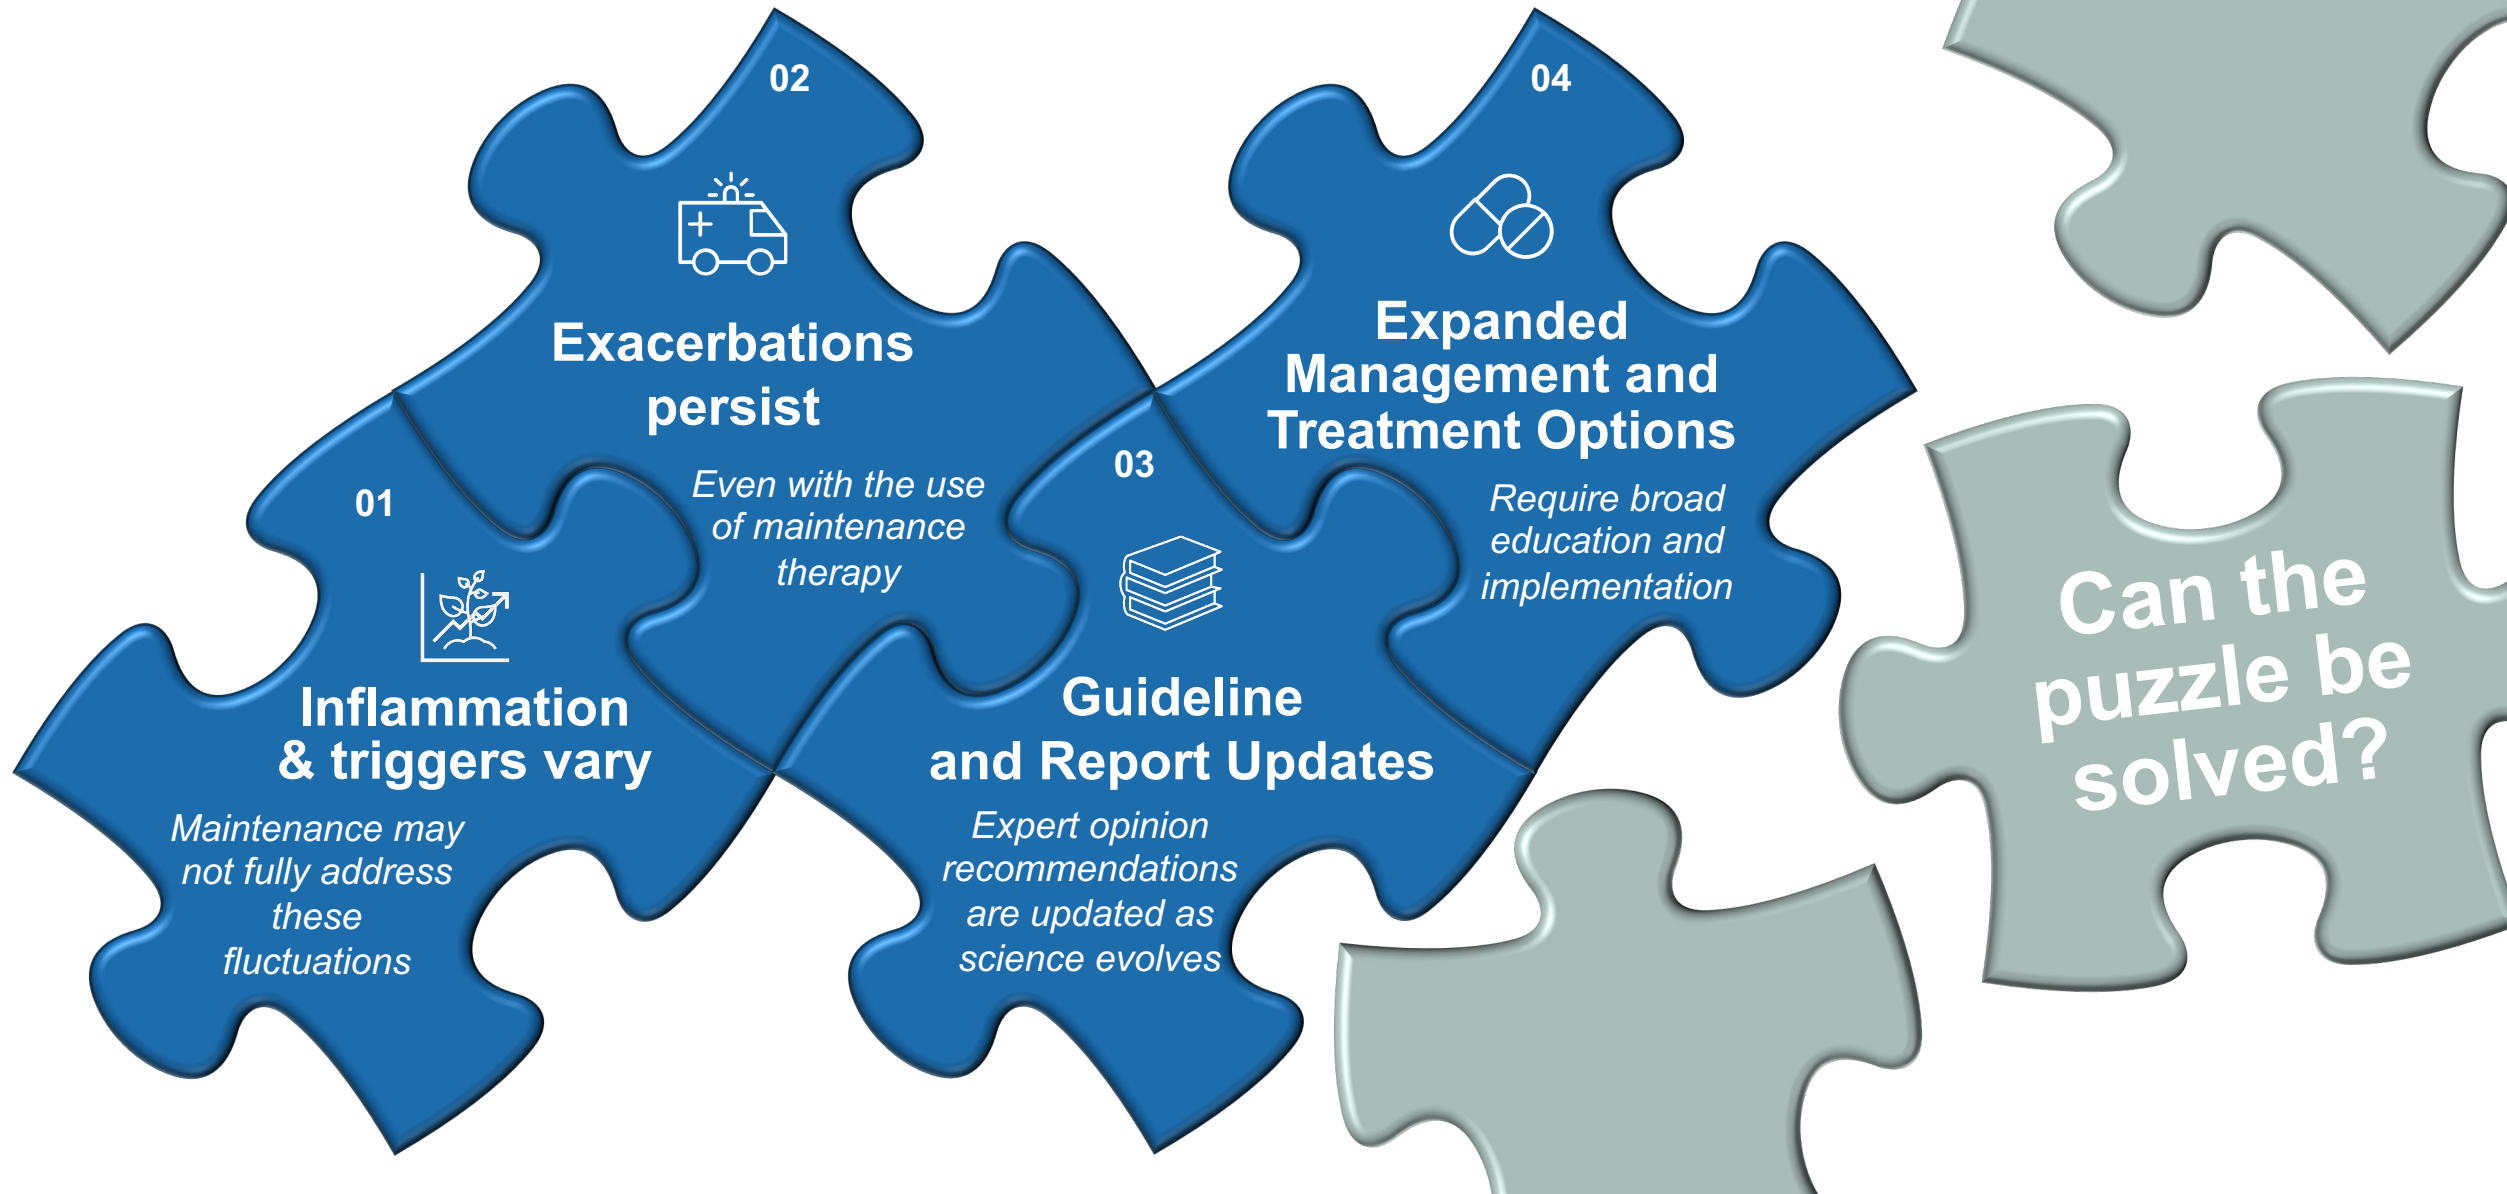 01
Inflammation
& triggers vary
Maintenance may
not fully address
these
fluctuations
02
Exacerbations
persist
Even with the use
of maintenance
therapy
03
Guideline
and Report Updates
Expert opinion
recommendations
are updated as
science evolves
04
Expanded
Management and
Treatment Options
Require broad
education and
implementation
Can the
puzzle be
solved?